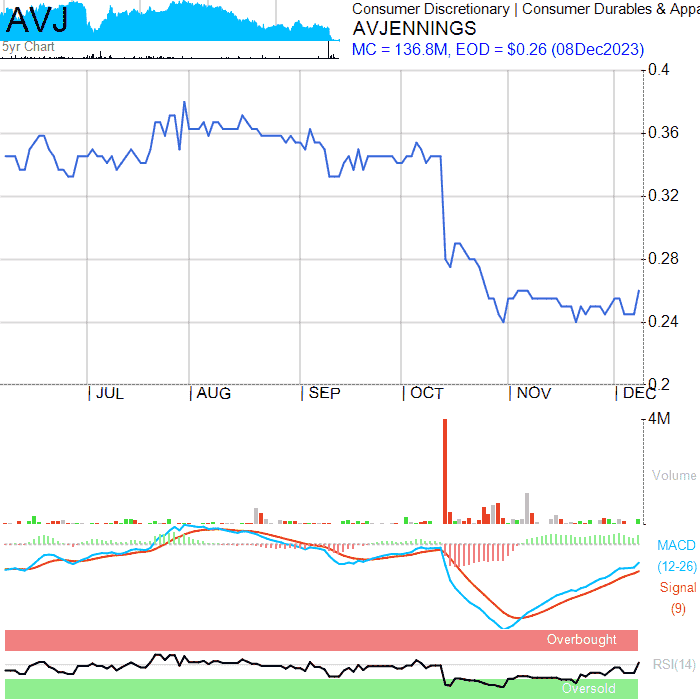 AVJ
5yr Chart
Consumer Discretionary | Consumer Durables & Appa
AVJENNINGS
MC = 136.8M, EOD = $0.26 (08Dec2023)
0.4
0.36
0.32
0.28
0.24
0.2
JUL AUG SEP OCT NOV DEC
4M
Volume
MACD
(12-26)
Signal
(9)
Overbought
RSI(14)
Oversold